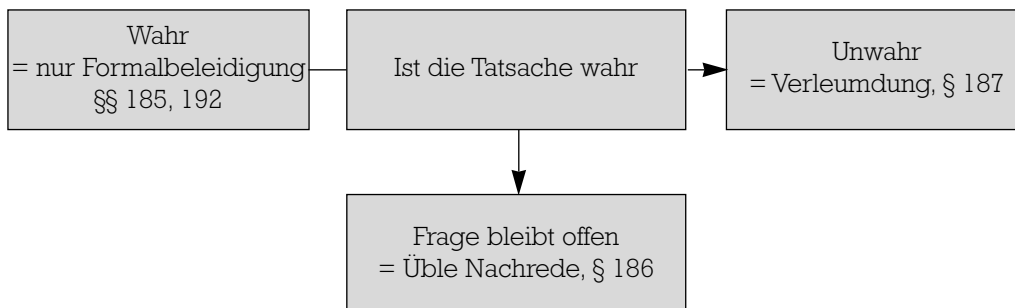 Wahr
= nur Formalbeleidigung
§§ 185, 192
Ist die Tatsache wahr
Unwahr
= Verleumdung, § 187
Frage bleibt offen
= Üble Nachrede, § 186